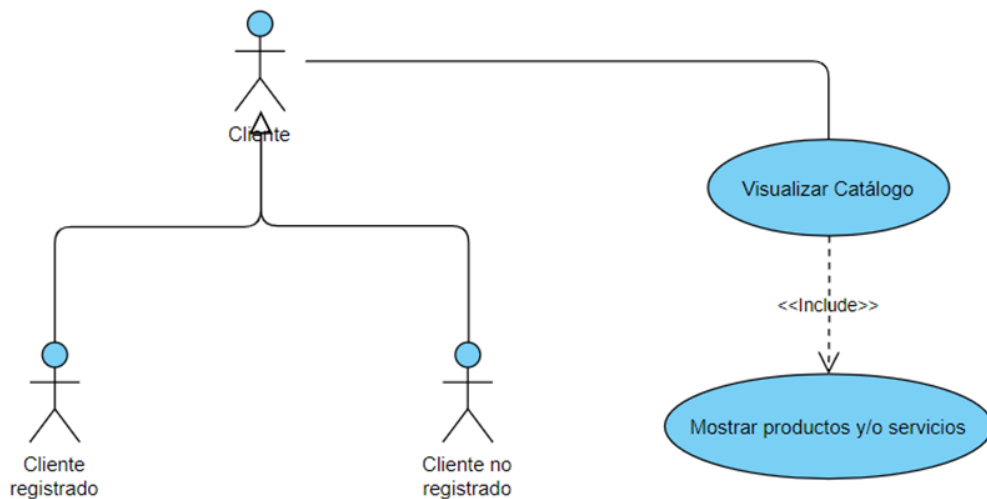 Cliente
Visualizar Catálogo
<<Include>>
Mostrar productos y/o servicios
Cliente
registrado
Cliente no
registrado